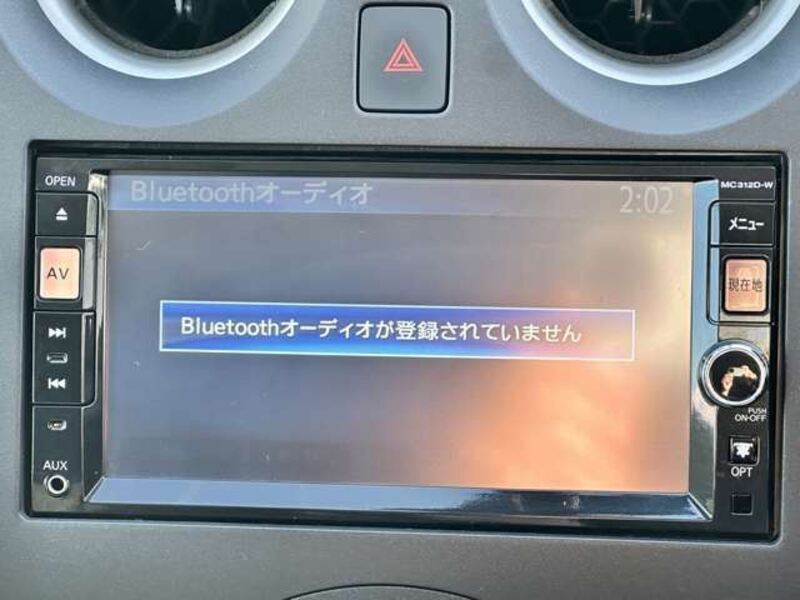 OPEN
MC312D-W
Bluetoothオーディオ
2:02
メニュー
AV
現在地
Bluetoothオーディオが登録されていません
PUSH
ON-OFF
AUX
OPT